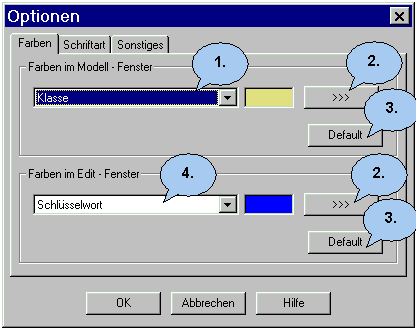 Optionen
Farben Schriftart Sonstiges
1. 2.
Farben im Modell - Fenster
Klasse >>>
3.
Default
4. 2.
Farben im Edit - Fenster
Schlüsselwort >>>
3.
Default
OK Abbrechen Hilfe